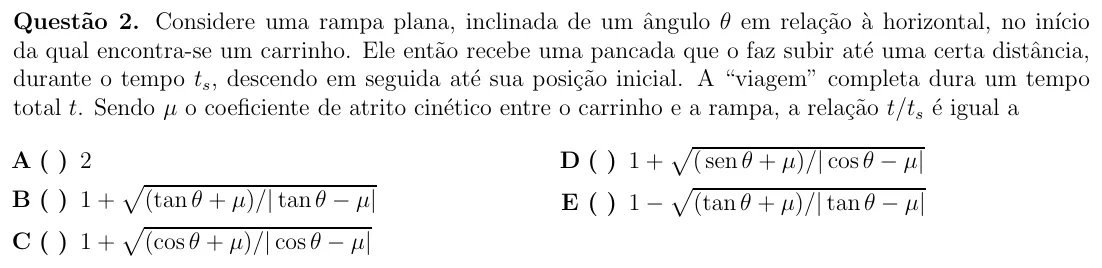 Questão 2. Considere uma rampa plana, inclinada de um ângulo θ em relação à horizontal, no início
da qual encontra-se um carrinho. Ele então recebe uma pancada que o faz subir até uma certa distância,
durante o tempo tₛ, descendo em seguida até sua posição inicial. A “viagem” completa dura um tempo
total t. Sendo μ o coeficiente de atrito cinético entre o carrinho e a rampa, a relação t/tₛ é igual a
A ( ) 2
B ( ) 1 + √(tan θ + μ)/| tan θ − μ|
C ( ) 1 + √(cos θ + μ)/| cos θ − μ|
D ( ) 1 + √( sen θ + μ)/| cos θ − μ|
E ( ) 1 − √(tan θ + μ)/| tan θ − μ|